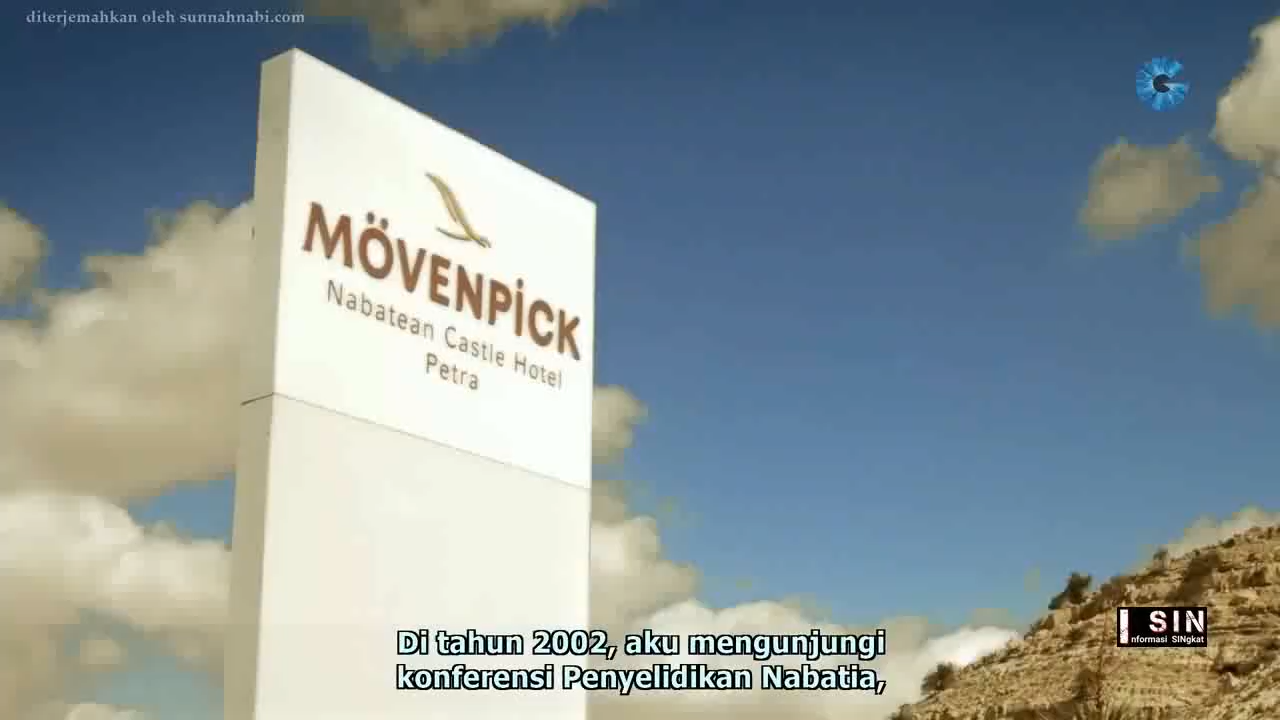 diterjemahkan oleh sunnahnabi.com
MÖVENPICK
Nabatean Castle Hotel
Petra
I SIN
nformasi SINgkat
Di tahun 2002, aku mengunjungi
konferensi Penyelidikan Nabatia,